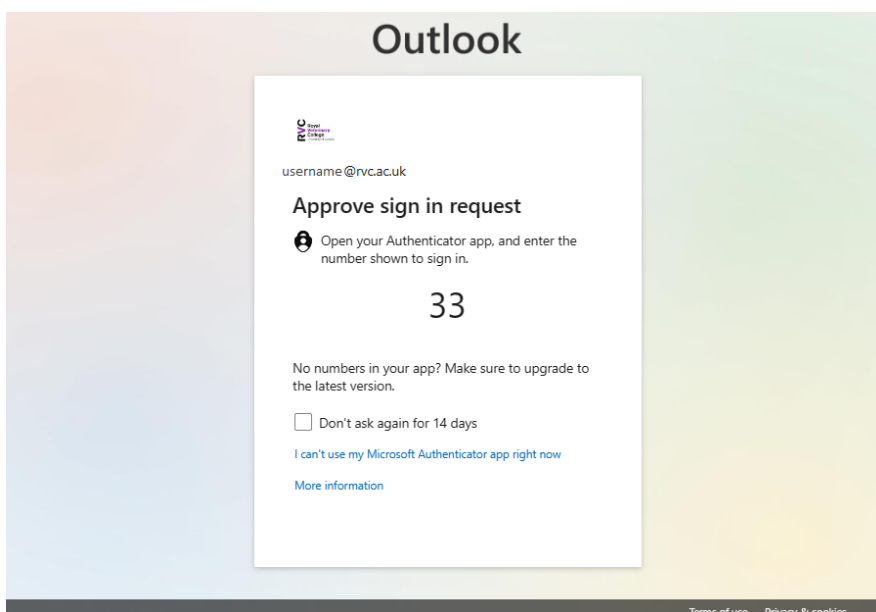 Outlook
RVC
Royal
Veterinary
College
username@rvc.ac.uk
Approve sign in request
Open your Authenticator app, and enter the
number shown to sign in.
33
No numbers in your app? Make sure to upgrade to
the latest version.
Don't ask again for 14 days
I can't use my Microsoft Authenticator app right now
More information
Terms of use Privacy & cookies